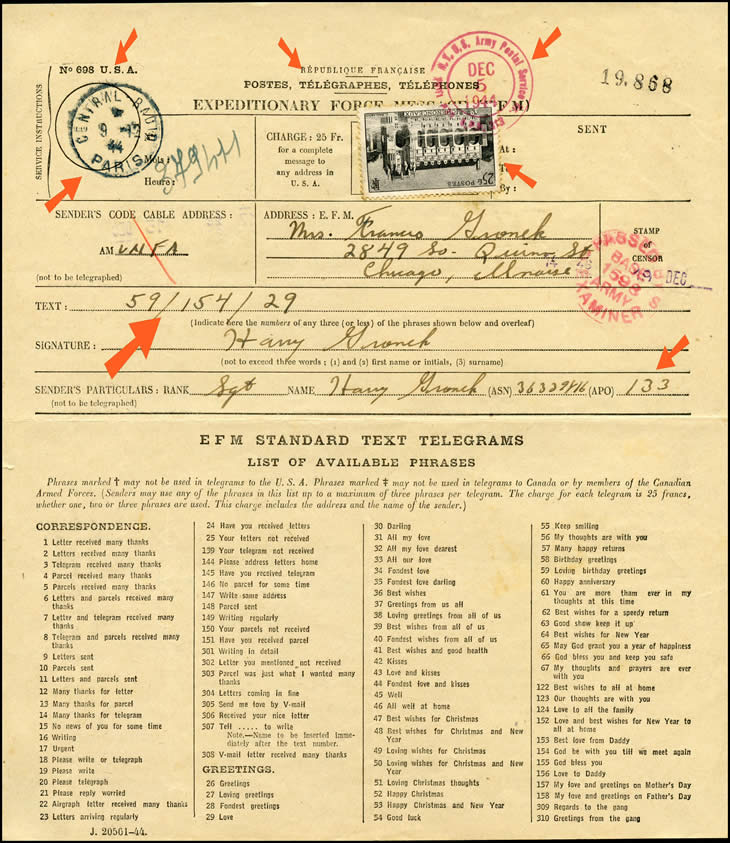 Nº 698 U.S.A.
RÉPUBLIQUE FRANÇAISE
POSTES, TÉLÉGRAPHES, TÉLÉPHONES
EXPEDITIONARY FORCE
FM)
19.868
U.S. Army Postal Service
DEC
5
1944
SERVICE INSTRUCTIONS
CENTRAL RADIO
PARIS
Mots:
Heure:
CHARGE: 25 Fr.
for a complete
message to
any address in
U.S.A.
25F POSTES
SENT
At:
To:
By:
SENDER'S CODE CABLE ADDRESS:
AM
(not to be telegraphed)
ADDRESS: E.F.M.
Mrs. Francis Gronek
2849 So. Quinn St
Chicago, Illnoise
STAMP
of
CENSOR
PASSED BY
BASE
1598
ARMY
EXAMINER
DEC
TEXT: 59/154/29
(Indicate here the numbers of any three (or less) of the phrases shown below and overleaf)
SIGNATURE: Harry Gronek
(not to exceed three words; (1) and (2) first name or initials, (3) surname)
SENDER'S PARTICULARS: RANK Sgt NAME Harry Gronek (ASN) (APO) 133
(not to be telegraphed)
EFM STANDARD TEXT TELEGRAMS
LIST OF AVAILABLE PHRASES
Phrases marked † may not be used in telegrams to the U.S.A. Phrases marked ‡ may not be used in telegrams to Canada or by members of the Canadian
Armed Forces. (Senders may use any of the phrases in this list up to a maximum of three phrases per telegram. The charge for each telegram is 25 francs,
whether one, two or three phrases are used. This charge includes the address and the name of the sender.)
CORRESPONDENCE.
1 Letter received many thanks
2 Letters received many thanks
3 Telegram received many thanks
4 Parcel received many thanks
5 Parcels received many thanks
6 Letters and parcels received many
thanks
7 Letter and telegram received many
thanks
8 Telegram and parcels received many
thanks
9 Letters sent
10 Parcels sent
11 Letters and parcels sent
12 Many thanks for letter
13 Many thanks for parcel
14 Many thanks for telegram
15 No news of you for some time
16 Writing
17 Urgent
18 Please write or telegraph
19 Please write
20 Please telegraph
21 Please reply worried
22 Airgraph letter received many thanks
23 Letters arriving regularly
J. 20561-44.
24 Have you received letters
25 Your letters not received
139 Your telegram not received
144 Please address letters home
145 Have you received telegram
146 No parcel for some time
147 Write same address
148 Parcel sent
149 Writing regularly
150 Your parcels not received
151 Have you received parcel
301 Writing in detail
302 Letter you mentioned not received
303 Parcel was just what I wanted many
thanks
304 Letters coming in fine
305 Send me love by V-mail
306 Received your nice letter
307 Tell ..... to write
Note.—Name to be inserted imme-
diately after the text number.
308 V-mail letter received many thanks
GREETINGS.
26 Greetings
27 Loving greetings
28 Fondest greetings
29 Love
30 Darling
31 All my love
32 All my love dearest
33 All our love
34 Fondest love
35 Fondest love darling
36 Best wishes
37 Greetings from us all
38 Loving greetings from all of us
39 Best wishes from all of us
40 Fondest wishes from all of us
41 Best wishes and good health
42 Kisses
43 Love and kisses
44 Fondest love and kisses
45 Well
46 All well at home
47 Best wishes for Christmas
48 Best wishes for Christmas and New
Year
49 Loving wishes for Christmas
50 Loving wishes for Christmas and New
Year
51 Loving Christmas thoughts
52 Happy Christmas
53 Happy Christmas and New Year
54 Good luck
55 Keep smiling
56 My thoughts are with you
57 Many happy returns
58 Birthday greetings
59 Loving birthday greetings
60 Happy anniversary
61 You are more than ever in my
thoughts at this time
62 Best wishes for a speedy return
63 Good show keep it up
64 Best wishes for New Year
65 May God grant you a year of happiness
66 God bless you and keep you safe
67 My thoughts and prayers are ever
with you
122 Best wishes to all at home
123 Our thoughts are with you
124 Love to all the family
152 Love and best wishes for New Year to
all at home
153 Best love from Daddy
154 God be with you till we meet again
155 God bless you
156 Love to Daddy
157 My love and greetings on Mother's Day
158 My love and greetings on Father's Day
309 Regards to the gang
310 Greetings from the gang